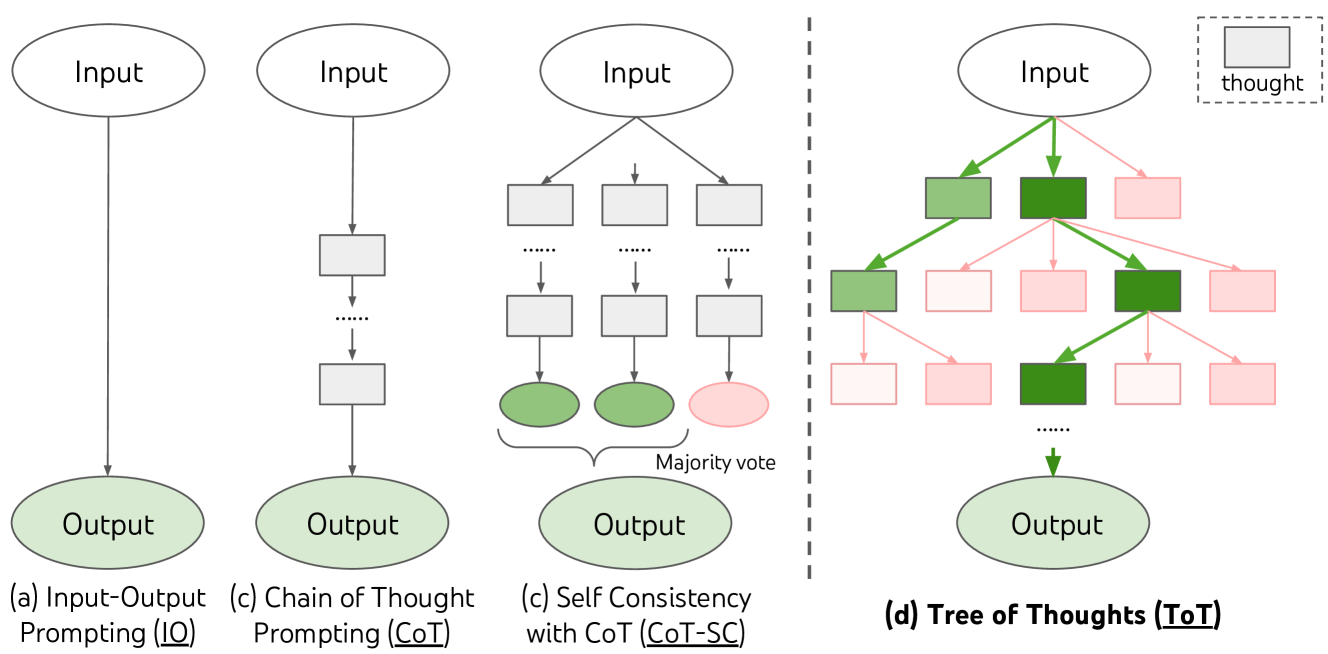 Input
Output
(a) Input-Output
Prompting (IO)
Input
……
Output
(c) Chain of Thought
Prompting (CoT)
Input
……
……
……
Majority vote
Output
(c) Self Consistency
with CoT (CoT-SC)
Input
thought
……
Output
(d) Tree of Thoughts (ToT)